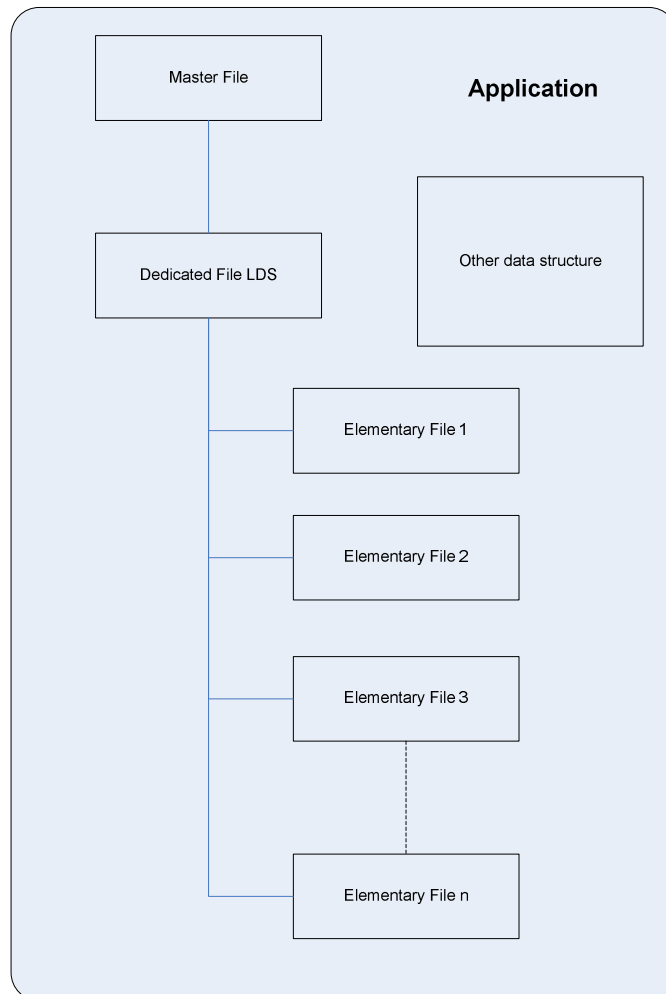 Master File
Application
Dedicated File LDS
Other data structure
Elementary File 1
Elementary File 2
Elementary File 3
Elementary File n